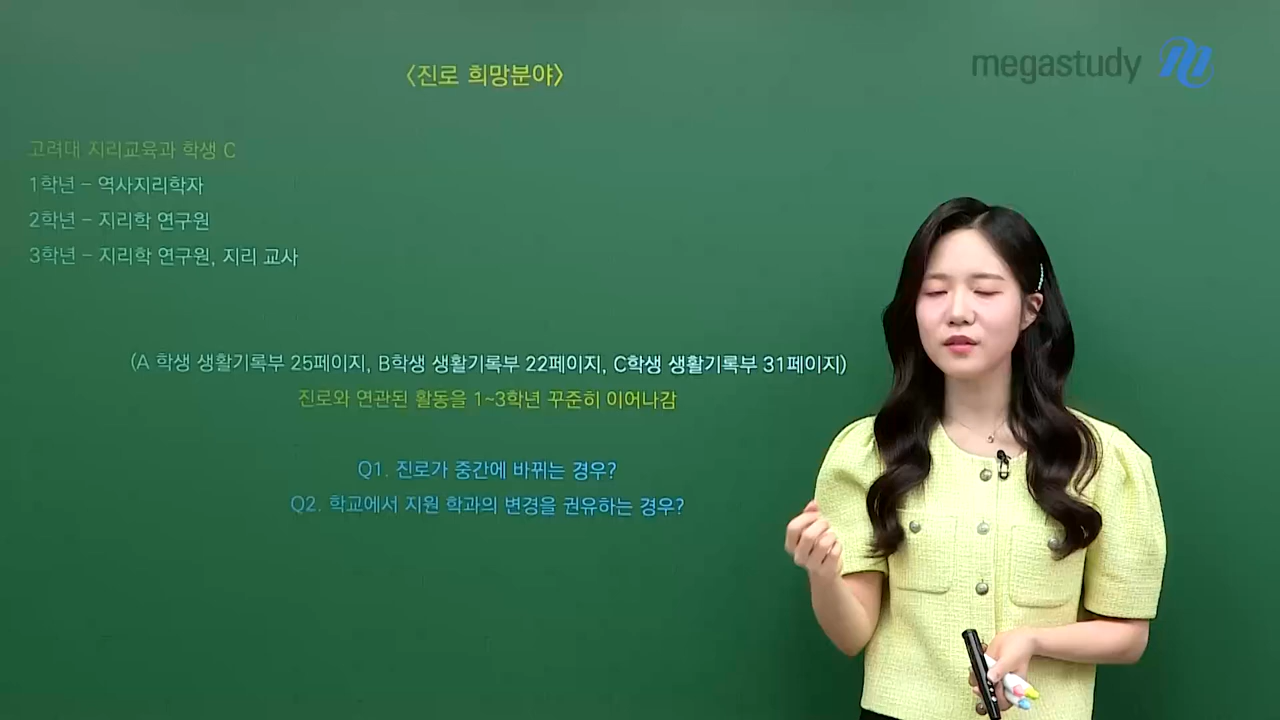 megastudy
〈진로 희망분야〉
고려대 지리교육과 학생 C
1학년 - 역사지리학자
2학년 - 지리학 연구원
3학년 - 지리학 연구원, 지리 교사
(A 학생 생활기록부 25페이지, B학생 생활기록부 22페이지, C학생 생활기록부 31페이지)
진로와 연관된 활동을 1~3학년 꾸준히 이어나감
Q1. 진로가 중간에 바뀌는 경우?
Q2. 학교에서 지원 학과의 변경을 권유하는 경우?